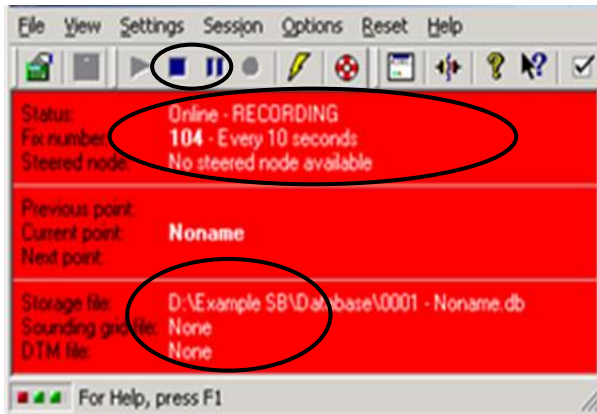 File View Settings Session Options Reset Help
Status: Online - RECORDING
Fix number: 104 - Every 10 seconds
Steered node: No steered node available
Previous point:
Current point: Noname
Next point:
Storage file: D:\Example SB\Database\0001 - Noname.db
Sounding grid file: None
DTM file: None
For Help, press F1